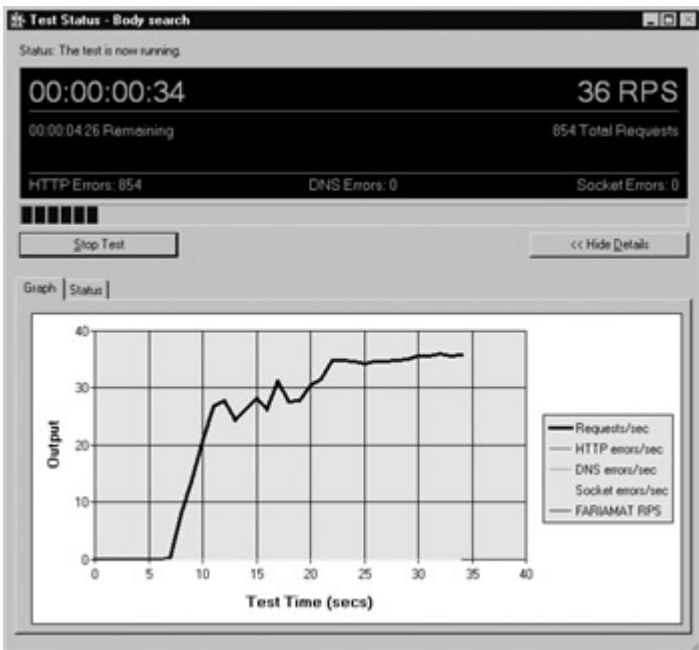 Test Status - Body search
Status: The test is now running.
00:00:00:34 36 RPS
00:00:04:26 Remaining 854 Total Requests
HTTP Errors: 854 DNS Errors: 0 Socket Errors: 0
Stop Test << Hide Details
Graph Status
40
30
20
10
0
Output
0 5 10 15 20 25 30 35 40
Test Time (secs)
Requests/sec
HTTP errors/sec
DNS errors/sec
Socket errors/sec
FARIAMAT RPS